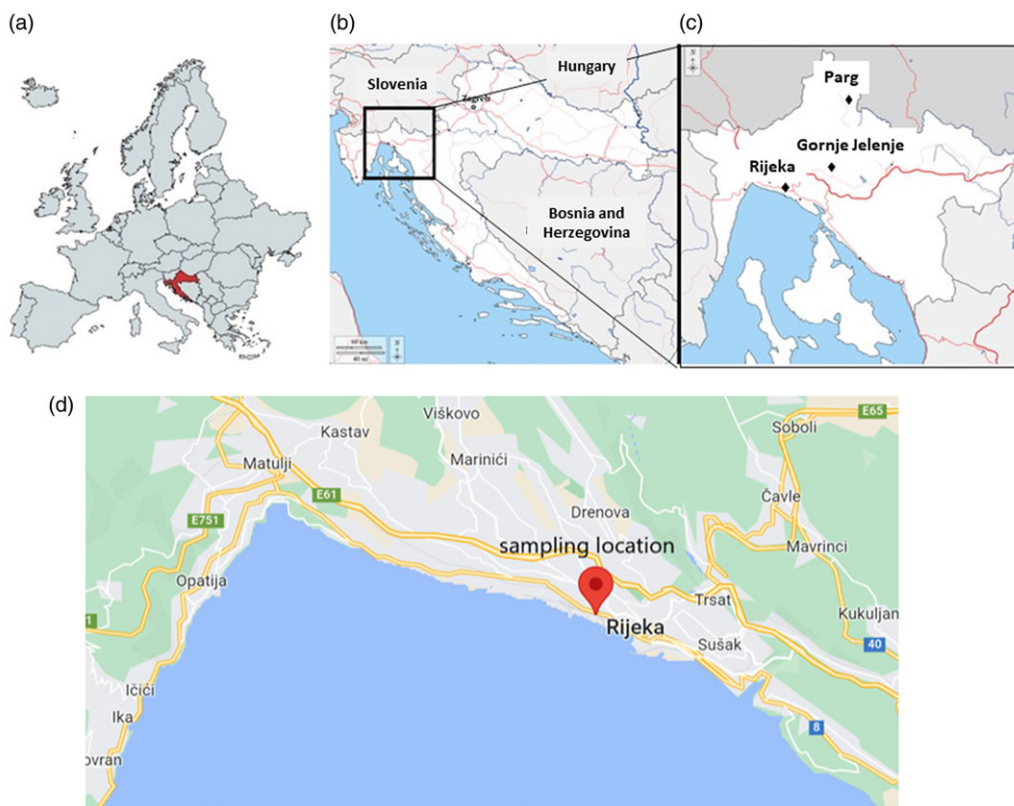 (a)
(b)
(c)
Slovenia
Hungary
Zagreb
Bosnia and
Herzegovina
N
N
Parg
Gornje Jelenje
Rijeka
(d)
Viškovo
Kastav
Marinići
Matulji
E61
E751
Drenova
Soboli
E65
Čavle
Mavrinci
sampling location
Opatija
Trsat
Rijeka
Kukuljan
Sušak
40
Ičići
Ika
8
ovran
1